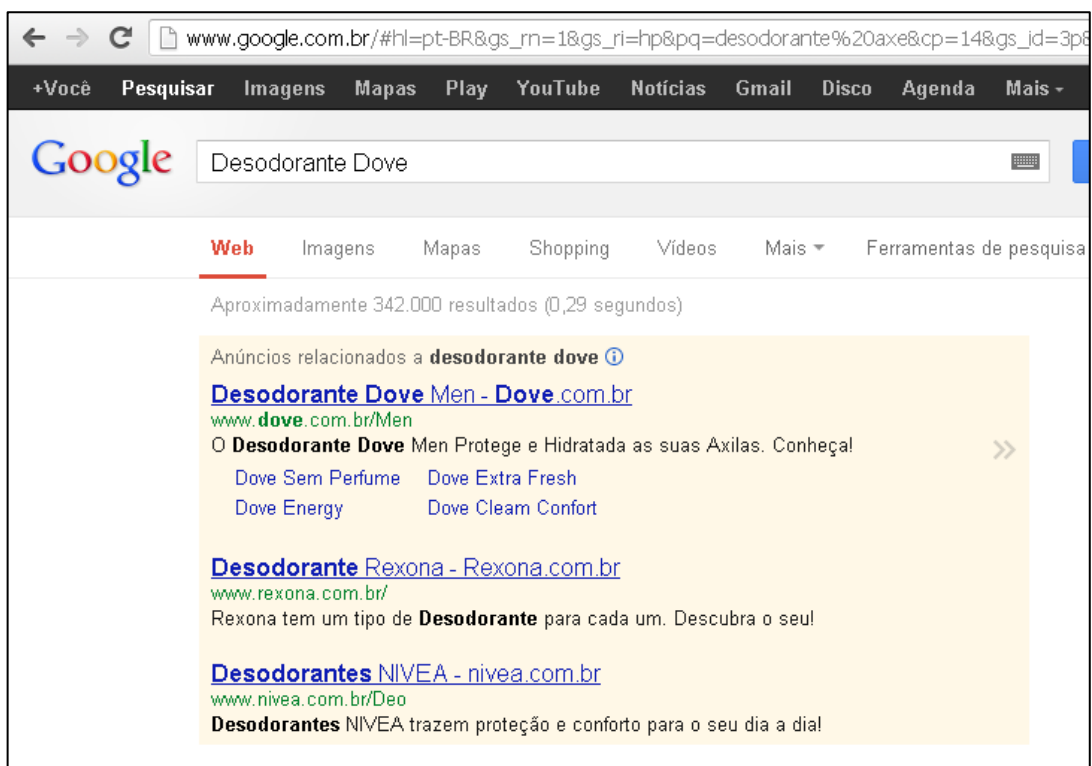 www.google.com.br/#hl=pt-BR&gs_rn=1&gs_ri=hp&pq=desodorante%20axe&cp=14&gs_id=3p8
+Você Pesquisar Imagens Mapas Play YouTube Notícias Gmail Disco Agenda Mais
Google Desodorante Dove
Web Imagens Mapas Shopping Vídeos Mais Ferramentas de pesquisa
Aproximadamente 342.000 resultados (0,29 segundos)
Anúncios relacionados a desodorante dove
Desodorante Dove Men - Dove.com.br
www.dove.com.br/Men
O Desodorante Dove Men Protege e Hidratada as suas Axilas. Conheça!
Dove Sem Perfume Dove Extra Fresh
Dove Energy Dove Cleam Confort
Desodorante Rexona - Rexona.com.br
www.rexona.com.br/
Rexona tem um tipo de Desodorante para cada um. Descubra o seu!
Desodorantes NIVEA - nivea.com.br
www.nivea.com.br/Deo
Desodorantes NIVEA trazem proteção e conforto para o seu dia a dia!